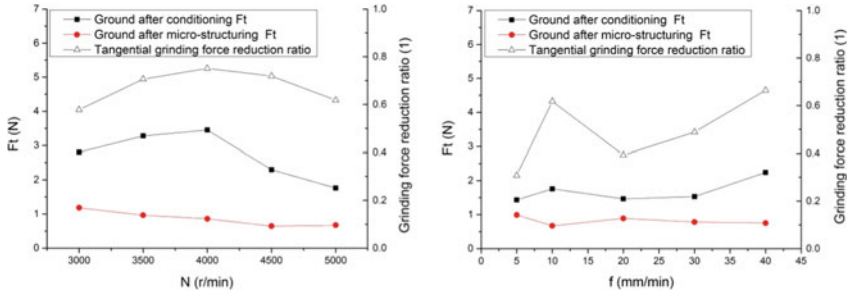 Ground after conditioning Ft
Ground after micro-structuring Ft
Tangential grinding force reduction ratio
Ft (N)
7
6
5
4
3
2
1
0
1.0
0.8
0.6
0.4
0.2
0.0
Grinding force reduction ratio (1)
3000 3500 4000 4500 5000
N (r/min)
Ground after conditioning Ft
Ground after micro-structuring Ft
Tangential grinding force reduction ratio
Ft (N)
7
6
5
4
3
2
1
0
1.0
0.8
0.6
0.4
0.2
0.0
Grinding force reduction ratio (1)
0 5 10 15 20 25 30 35 40 45
f (mm/min)